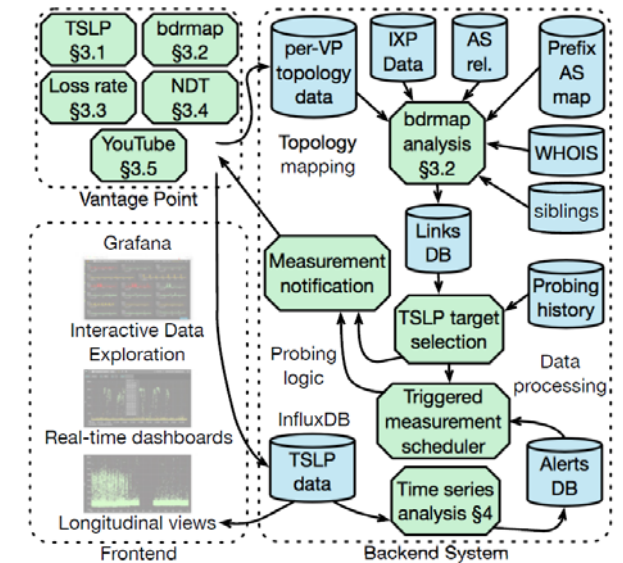 TSLP
§3.1
bdrmap
§3.2
Loss rate
§3.3
NDT
§3.4
YouTube
§3.5
Vantage Point
per-VP
topology
data
IXP
Data
AS
rel.
Prefix
AS
map
Topology
mapping
bdrmap
analysis
§3.2
WHOIS
siblings
Links
DB
Measurement
notification
Probing
history
TSLP target
selection
Probing
logic
Data
processing
Triggered
measurement
scheduler
InfluxDB
TSLP
data
Time series
analysis §4
Alerts
DB
Backend System
Grafana
Interactive Data
Exploration
Real-time dashboards
Longitudinal views
Frontend